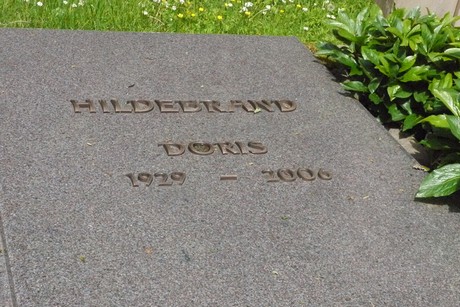 HILDEBRAND
DORIS
1929 – 2006